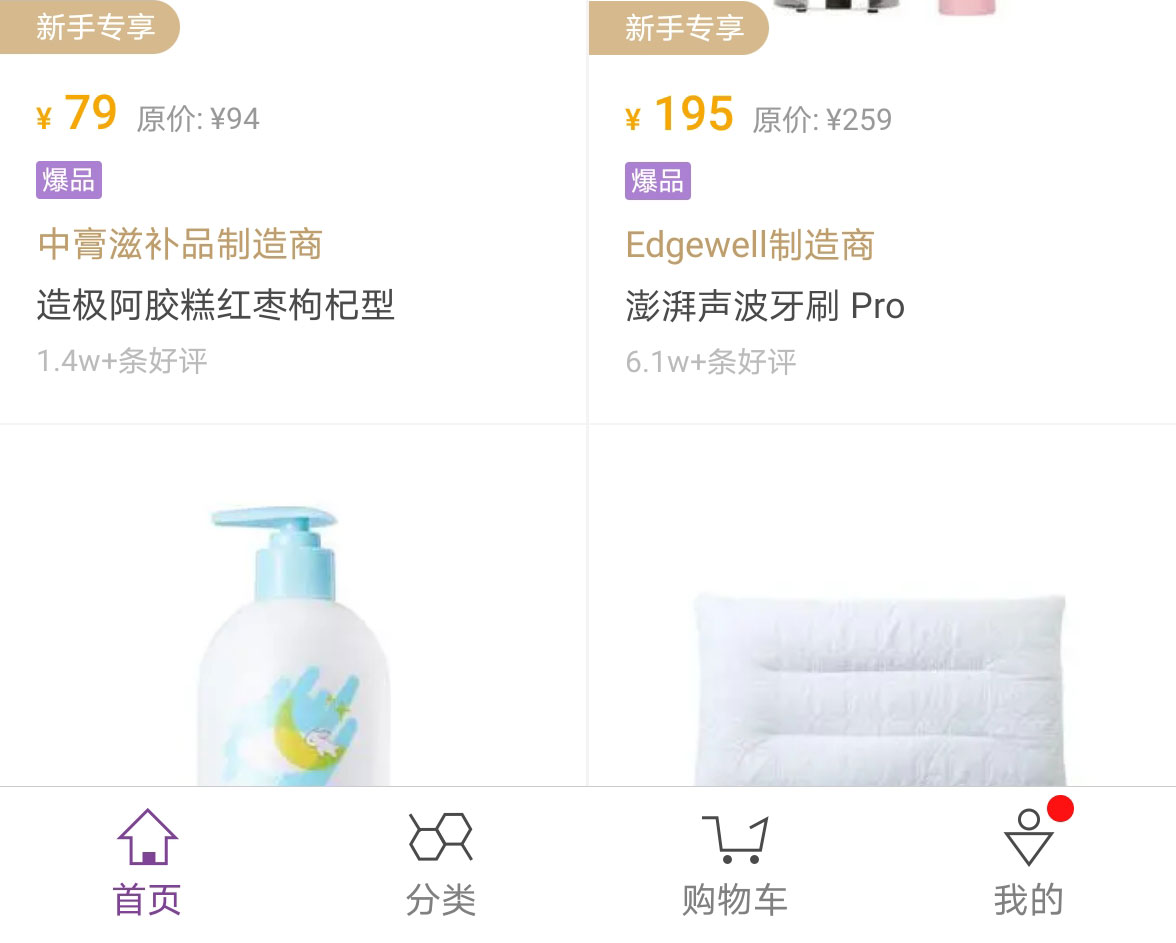 新手专享
¥ 79 原价: ¥94
爆品
中膏滋补品制造商
造极阿胶糕红枣枸杞型
1.4w+条好评
新手专享
¥ 195 原价: ¥259
爆品
Edgewell制造商
澎湃声波牙刷 Pro
6.1w+条好评
首页
分类
购物车
我的